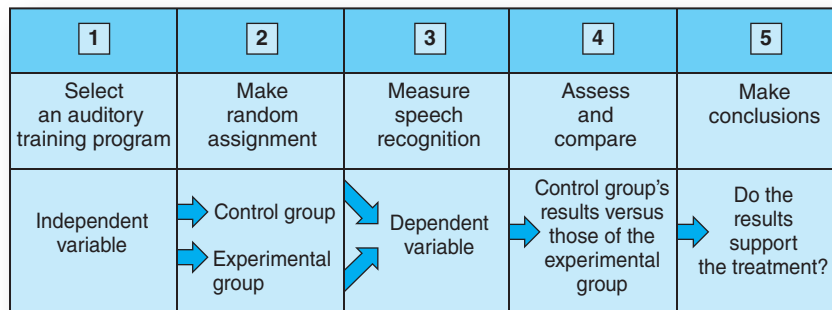 1
2
3
4
5
Select
an auditory
training program
Make
random
assignment
Measure
speech
recognition
Assess
and
compare
Make
conclusions
Independent
variable
Control group
Experimental
group
Dependent
variable
Control group's
results versus
those of the
experimental
group
Do the
results
support
the treatment?